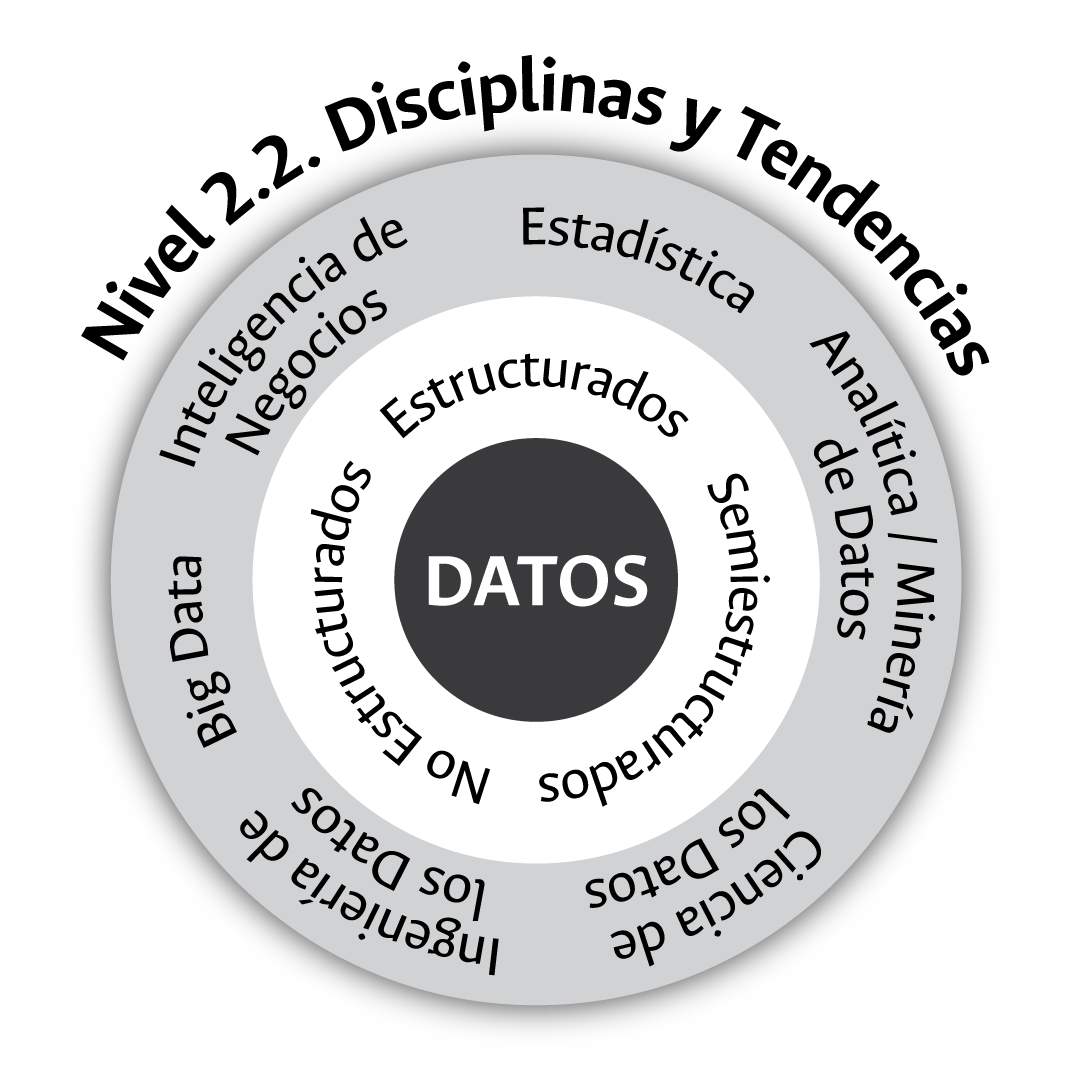 Nivel 2.2. Disciplinas y Tendencias
Estadística
Analítica / Minería
de Datos
Ciencia de
los Datos
Ingeniería de
los Datos
Big Data
Inteligencia de
Negocios
Estructurados
Semiestructurados
No Estructurados
DATOS